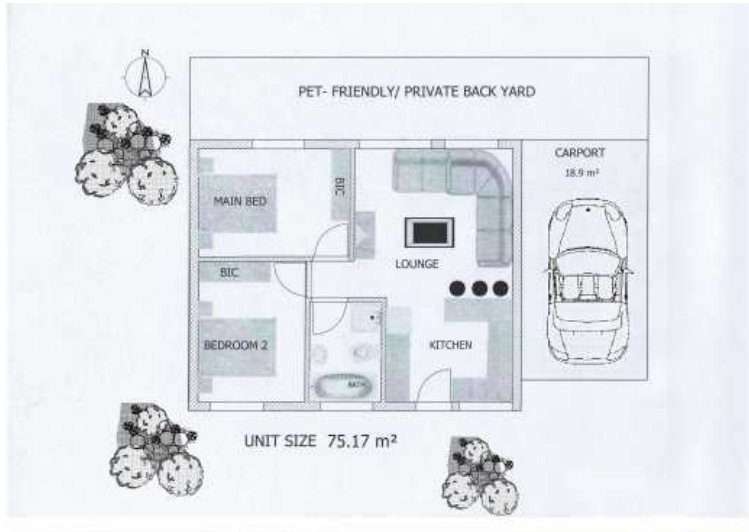 N
PET- FRIENDLY/ PRIVATE BACK YARD
CARPORT
18.9 m²
MAIN BED
BIC
LOUNGE
BIC
BEDROOM 2
KITCHEN
BATH
UNIT SIZE 75.17 m²